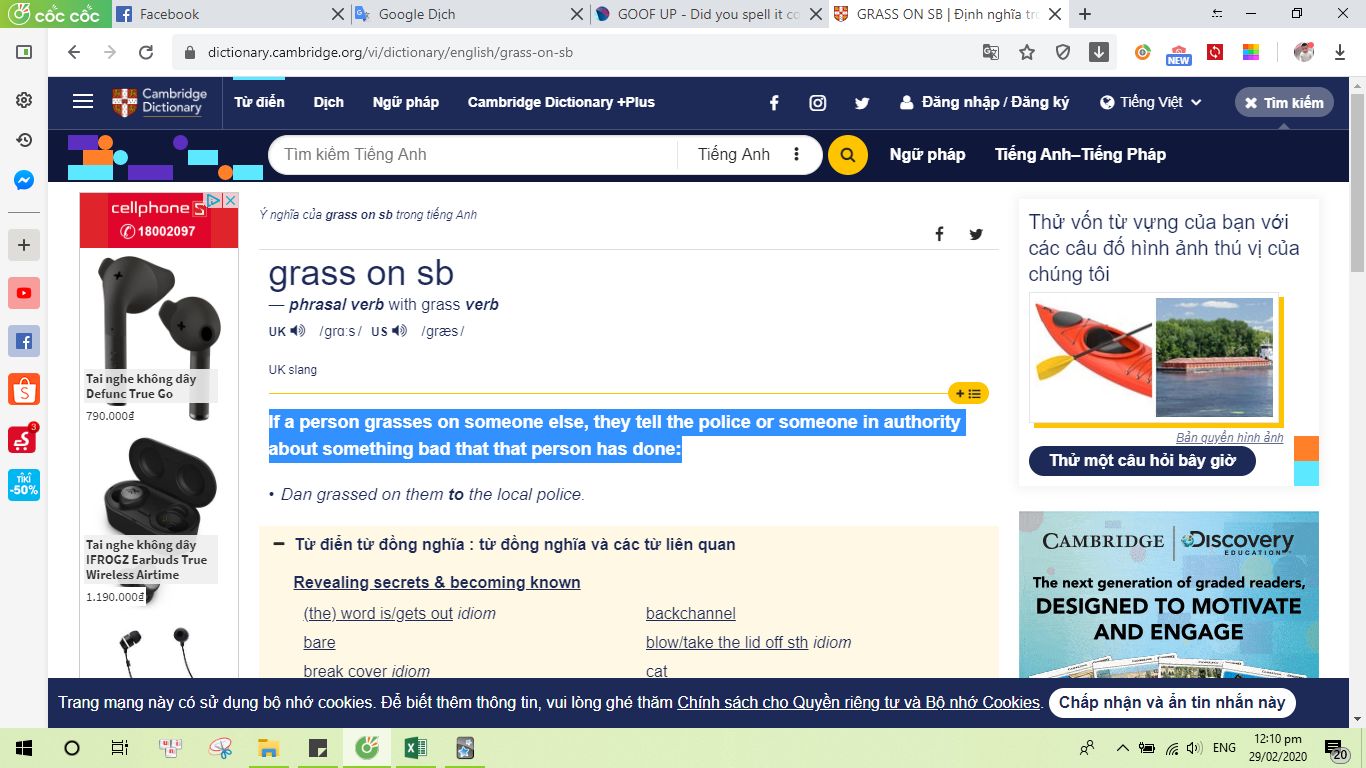 cốc cốc
Facebook
Google Dịch
GOOF UP - Did you spell it co
GRASS ON SB | Định nghĩa tro
dictionary.cambridge.org/vi/dictionary/english/grass-on-sb
NEW
Cambridge
Dictionary
Từ điển
Dịch
Ngữ pháp
Cambridge Dictionary +Plus
Đăng nhập / Đăng ký
Tiếng Việt
Tìm kiếm
Tìm kiếm Tiếng Anh
Tiếng Anh
Ngữ pháp
Tiếng Anh–Tiếng Pháp
cellphoneS
18002097
Tai nghe không dây
Defunc True Go
790.000₫
Tai nghe không dây
IFROGZ Earbuds True
Wireless Airtime
1.190.000₫
3
TIKI
-50%
Ý nghĩa của grass on sb trong tiếng Anh
grass on sb
— phrasal verb with grass verb
UK /ɡrɑːs/ US /ɡræs/
UK slang
If a person grasses on someone else, they tell the police or someone in authority
about something bad that that person has done:
• Dan grassed on them to the local police.
Từ điển từ đồng nghĩa : từ đồng nghĩa và các từ liên quan
Revealing secrets & becoming known
(the) word is/gets out idiom
backchannel
bare
blow/take the lid off sth idiom
break cover idiom
cat
Thử vốn từ vựng của bạn với
các câu đố hình ảnh thú vị của
chúng tôi
Bản quyền hình ảnh
Thử một câu hỏi bây giờ
CAMBRIDGE
Discovery
EDUCATION™
The next generation of graded readers,
DESIGNED TO MOTIVATE
AND ENGAGE
Trang mạng này có sử dụng bộ nhớ cookies. Để biết thêm thông tin, vui lòng ghé thăm Chính sách cho Quyền riêng tư và Bộ nhớ Cookies.
Chấp nhận và ẩn tin nhắn này
ENG
12:10 pm
29/02/2020
20